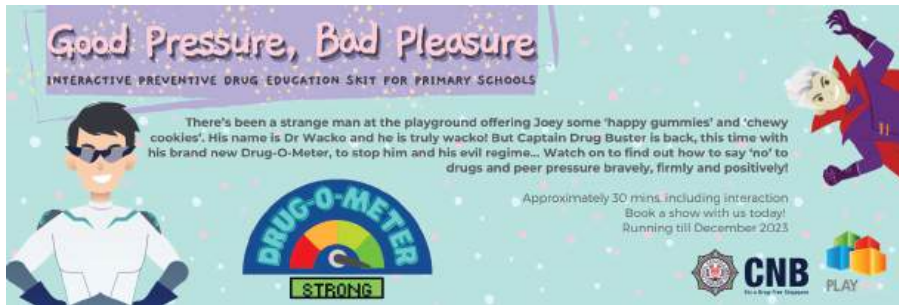 Good Pressure, Bad Pleasure
INTERACTIVE PREVENTIVE DRUG EDUCATION SKIT FOR PRIMARY SCHOOLS
There's been a strange man at the playground offering Joey some 'happy gummies' and 'chewy
cookies'. His name is Dr Wacko and he is truly wacko! But Captain Drug Buster is back, this time with
his brand new Drug-O-Meter, to stop him and his evil regime... Watch on to find out how to say 'no' to
drugs and peer pressure bravely, firmly and positively!
Approximately 30 mins. including interaction
Book a show with us today!
Running till December 2023
DRUG-O-METER
STRONG
CNB
PLAY